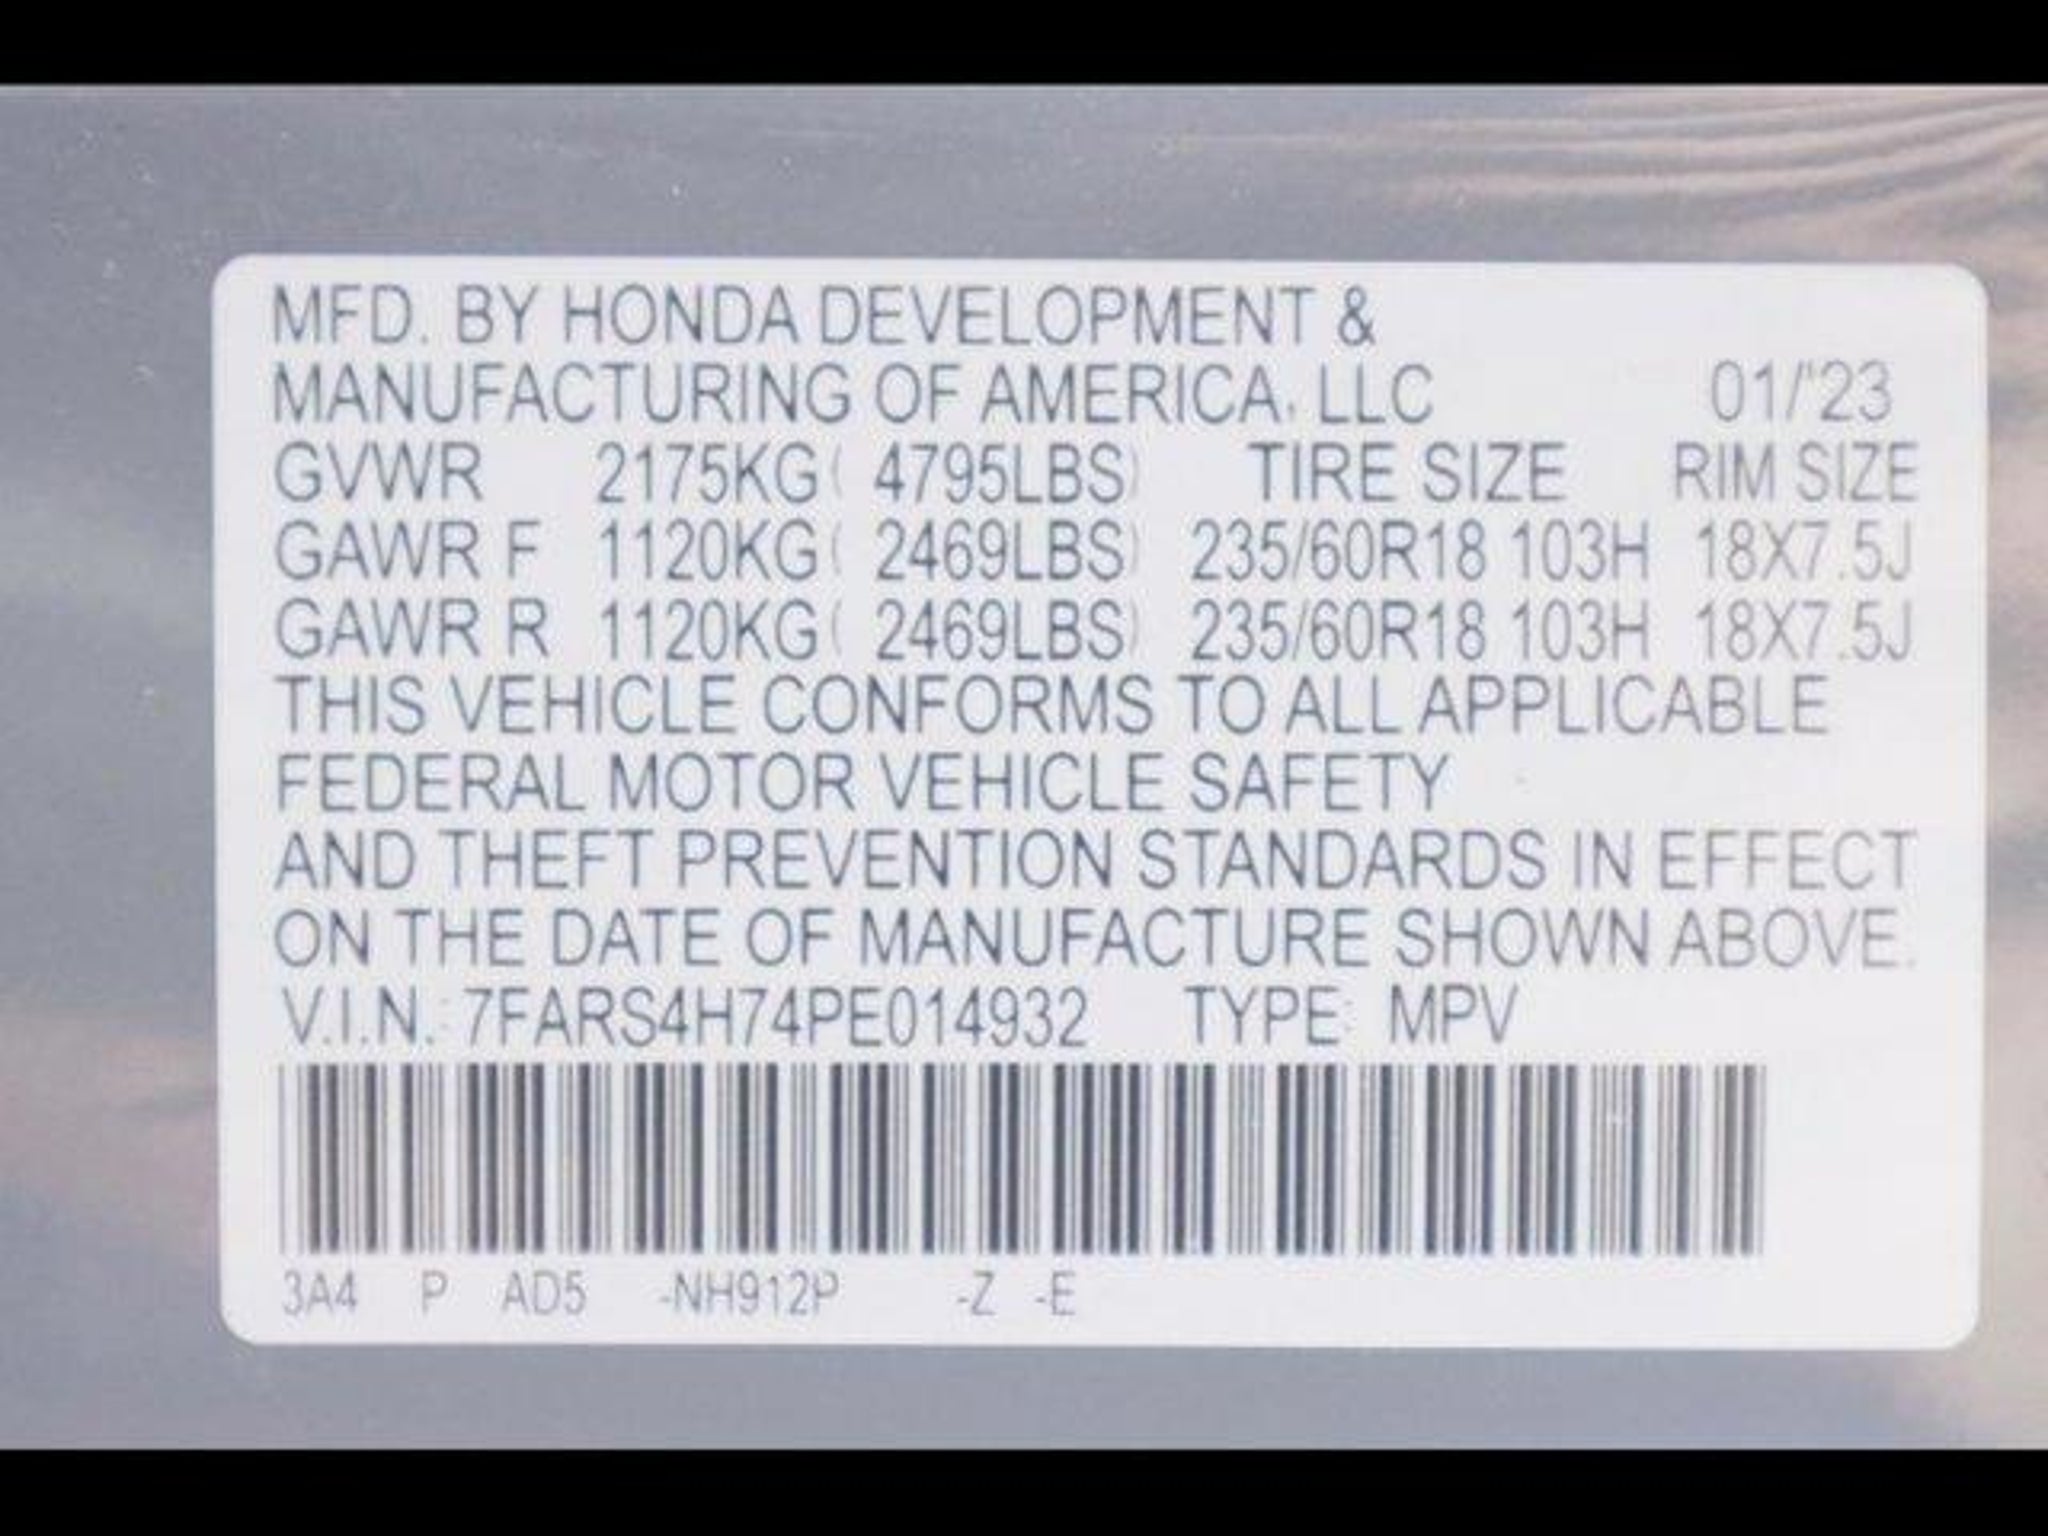 MFD. BY HONDA DEVELOPMENT &
MANUFACTURING OF AMERICA, LLC 01/'23
GVWR 2175KG( 4795LBS) TIRE SIZE RIM SIZE
GAWR F 1120KG( 2469LBS) 235/60R18 103H 18X7.5J
GAWR R 1120KG( 2469LBS) 235/60R18 103H 18X7.5J
THIS VEHICLE CONFORMS TO ALL APPLICABLE
FEDERAL MOTOR VEHICLE SAFETY
AND THEFT PREVENTION STANDARDS IN EFFECT
ON THE DATE OF MANUFACTURE SHOWN ABOVE.
V.I.N.: 7FARS4H74PE014932 TYPE: MPV
3A4 P AD5 -NH912P -Z -E